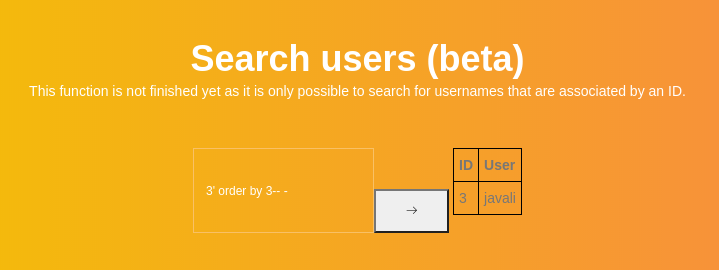 Search users (beta)
This function is not finished yet as it is only possible to search for usernames that are associated by an ID.
3' order by 3-- -
→
ID User
3 javali